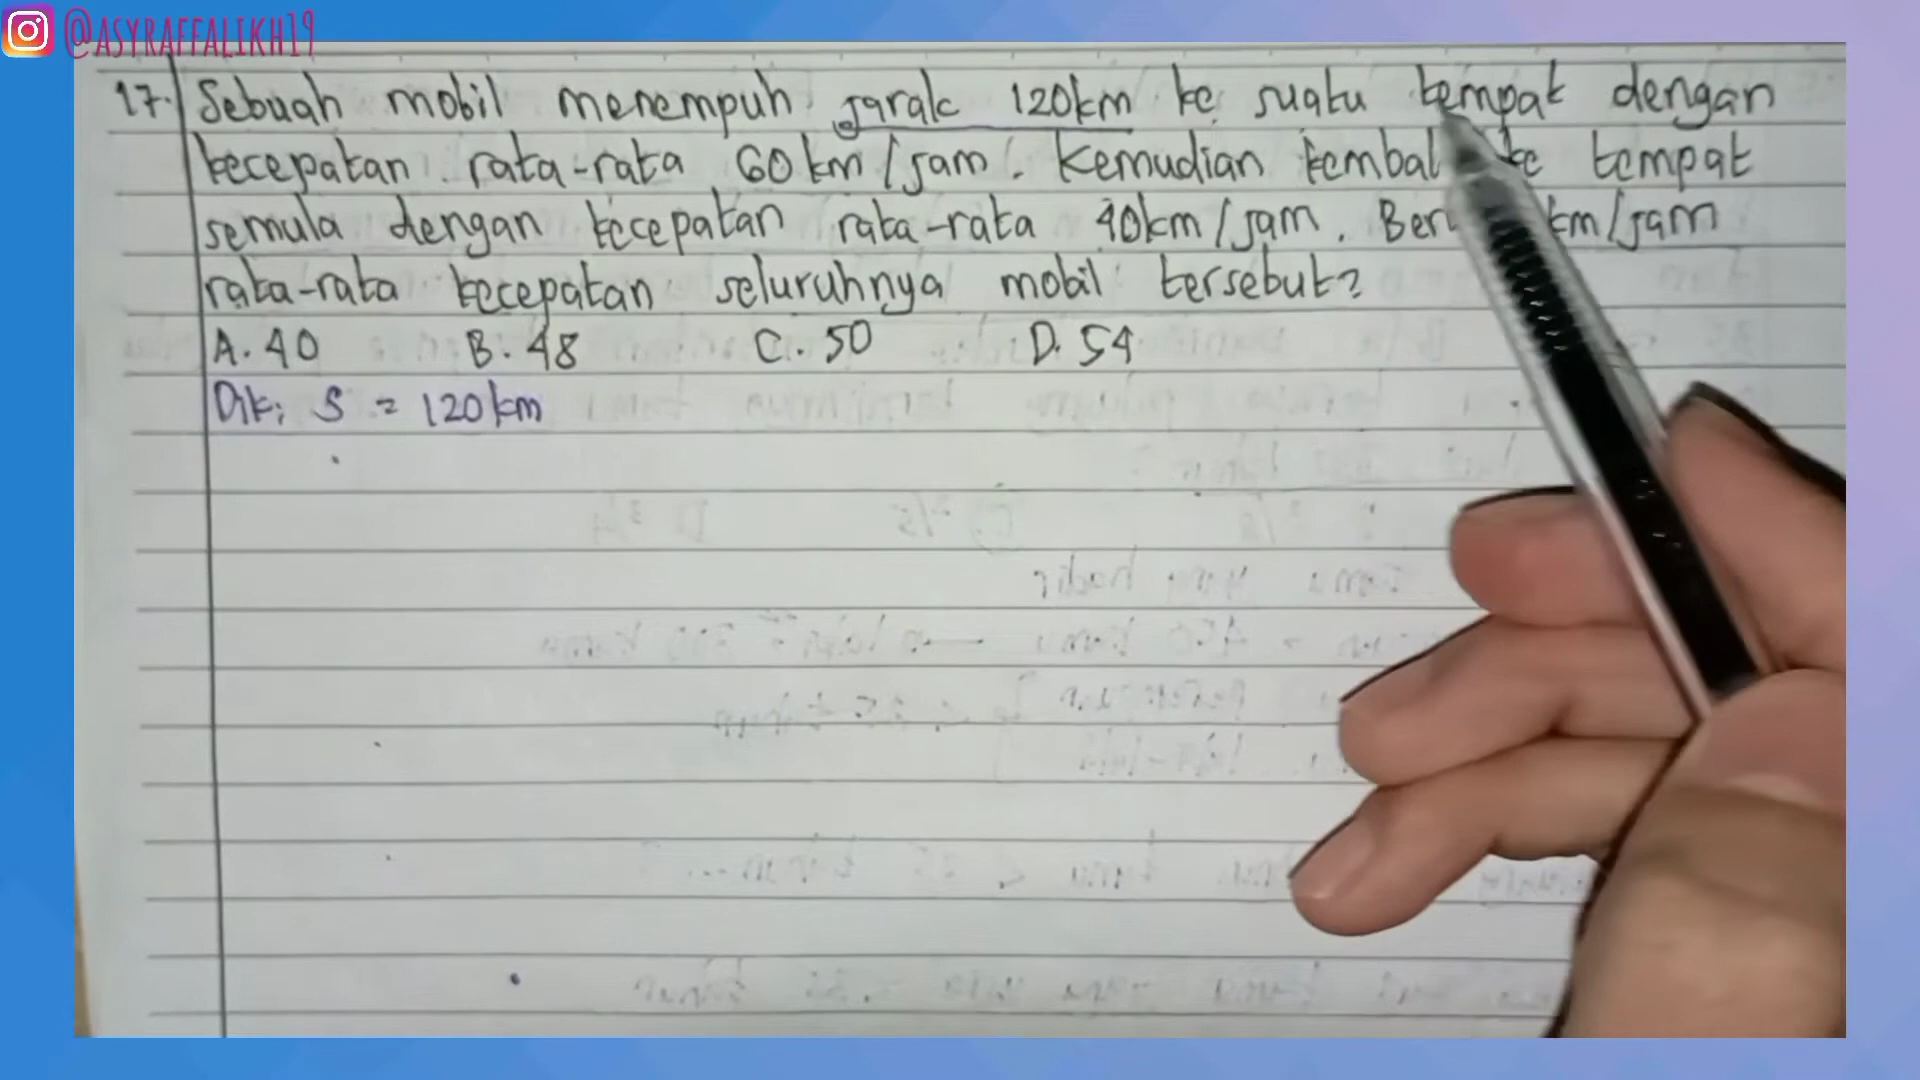 @ASYRAFFALIKH19
17. Sebuah mobil menempuh jarak 120km ke suatu tempat dengan
kecepatan rata-rata 60km/jam. Kemudian kembali ke tempat
semula dengan kecepatan rata-rata 40km/jam. km/jam
rata-rata kecepatan seluruhnya mobil tersebut?
A. 40 B. 48 C. 50 D. 54
Dik: S = 120km